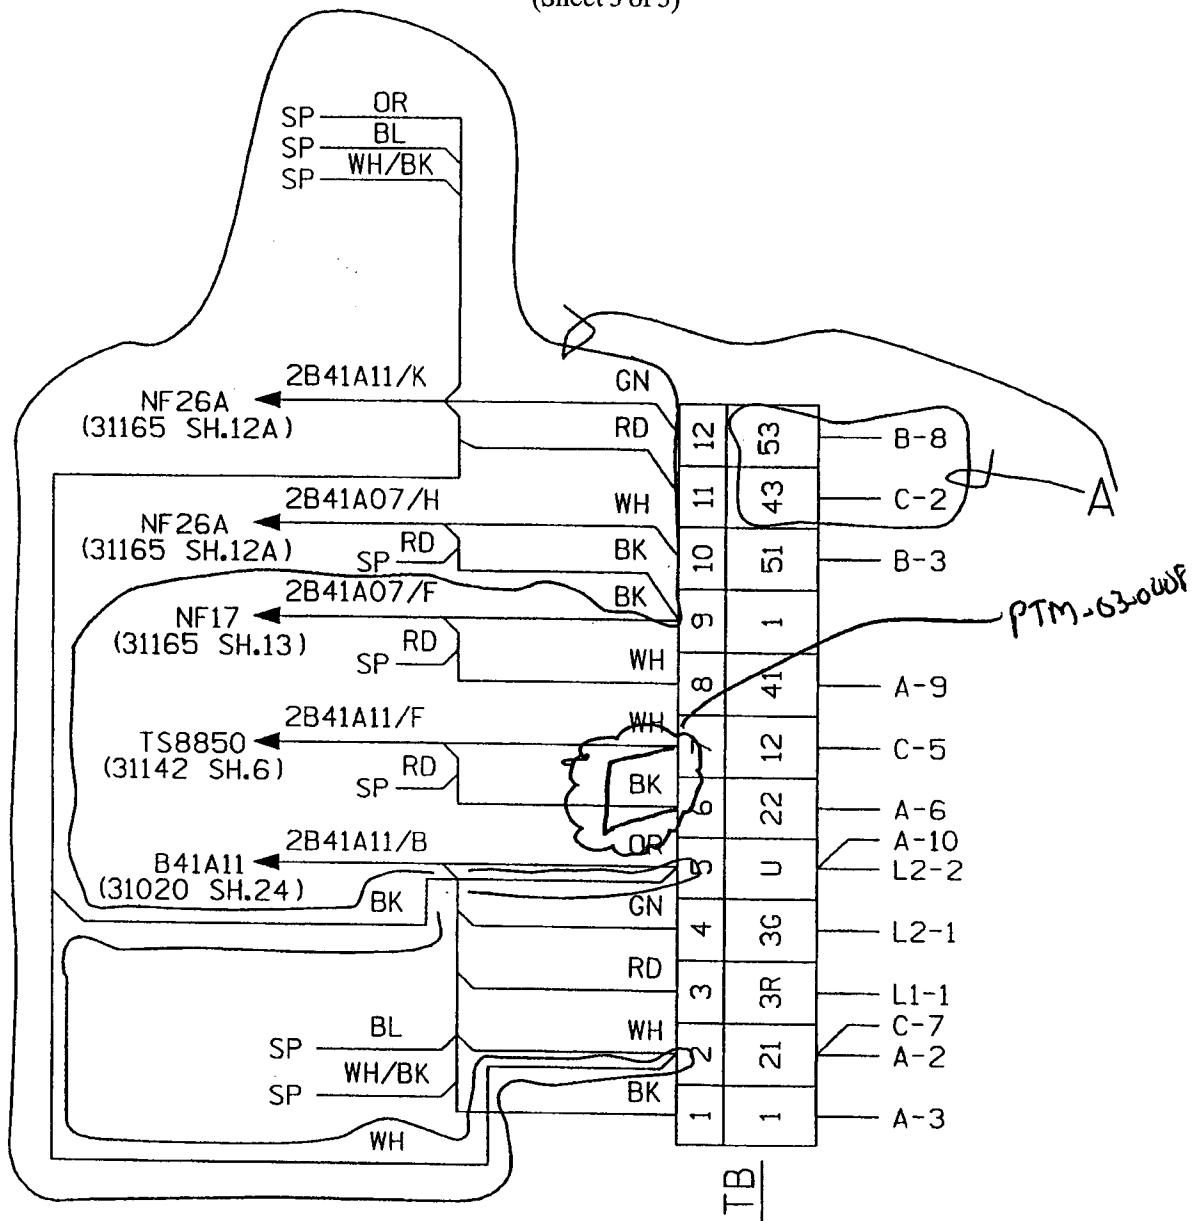 (Sheet 3 of 3)
SP OR
SP BL
SP WH/BK
2B41A11/K GN
NF26A
(31165 SH.12A) RD 12 53 B-8
2B41A07/H WH 11 43 C-2 A
NF26A
(31165 SH.12A) RD BK 10 51 B-3
SP
2B41A07/F BK 9 1
NF17
(31165 SH.13) RD WH 8 41 A-9
SP
2B41A11/F WH 7 12 C-5
TS8850
(31142 SH.6) RD BK 6 22 A-6
SP
2B41A11/B OR 5 U A-10
B41A11 L2-2
(31020 SH.24) BK GN 4 3G L2-1
RD 3 3R L1-1
SP BL WH 2 21 C-7
A-2
SP WH/BK BK 1 1 A-3
WH
TB